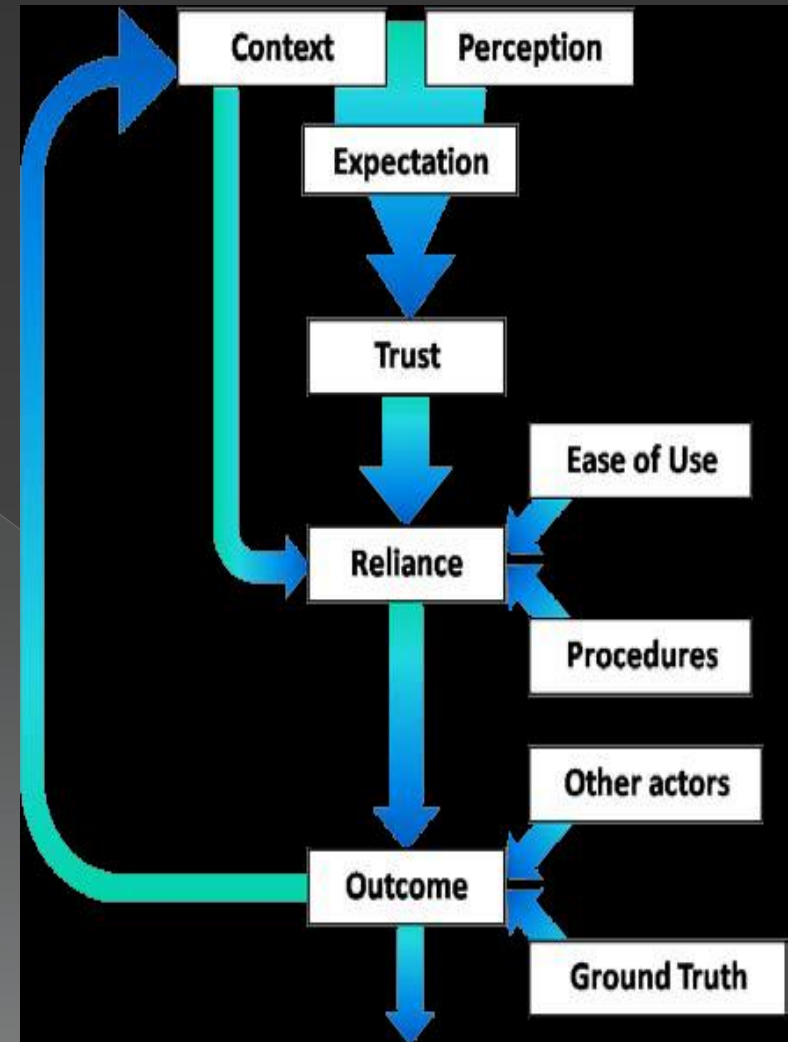 Context
Perception
Expectation
Trust
Ease of Use
Reliance
Procedures
Other actors
Outcome
Ground Truth